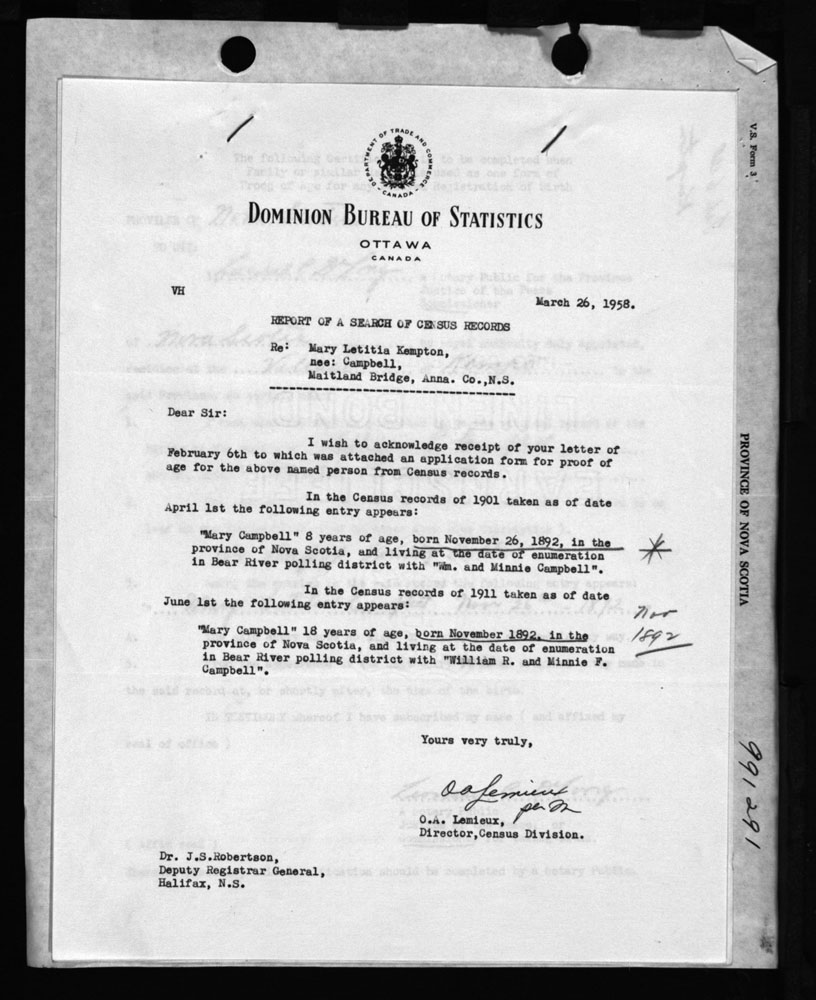 DEPARTMENT OF TRADE AND COMMERCE
CANADA
DOMINION BUREAU OF STATISTICS
OTTAWA
CANADA
VH
March 26, 1958.
REPORT OF A SEARCH OF CENSUS RECORDS
Re: Mary Letitia Kempton,
nee: Campbell,
Maitland Bridge, Anna. Co.,N.S.
Dear Sir:
I wish to acknowledge receipt of your letter of
February 6th to which was attached an application form for proof of
age for the above named person from Census records.
In the Census records of 1901 taken as of date
April 1st the following entry appears:
"Mary Campbell" 8 years of age, born November 26, 1892, in the
province of Nova Scotia, and living at the date of enumeration
in Bear River polling district with "Wm. and Minnie Campbell".
In the Census records of 1911 taken as of date
June 1st the following entry appears:
Nov
1892
"Mary Campbell" 18 years of age, born November 1892, in the
province of Nova Scotia, and living at the date of enumeration
in Bear River polling district with "William R. and Minnie F.
Campbell".
Yours very truly,
O A Lemieux
per
O.A. Lemieux,
Director,Census Division.
Dr. J.S.Robertson,
Deputy Registrar General,
Halifax, N.S.
V.S. Form 3
PROVINCE OF NOVA SCOTIA
991291